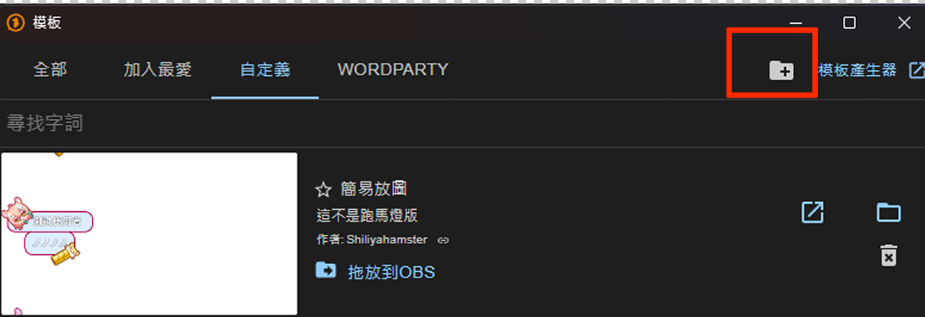 模板
全部 加入最愛 自定義 WORDPARTY 模板產生器
尋找字詞
簡易放圖
這不是跑馬燈版
作者: Shiliyahamster
拖放到OBS